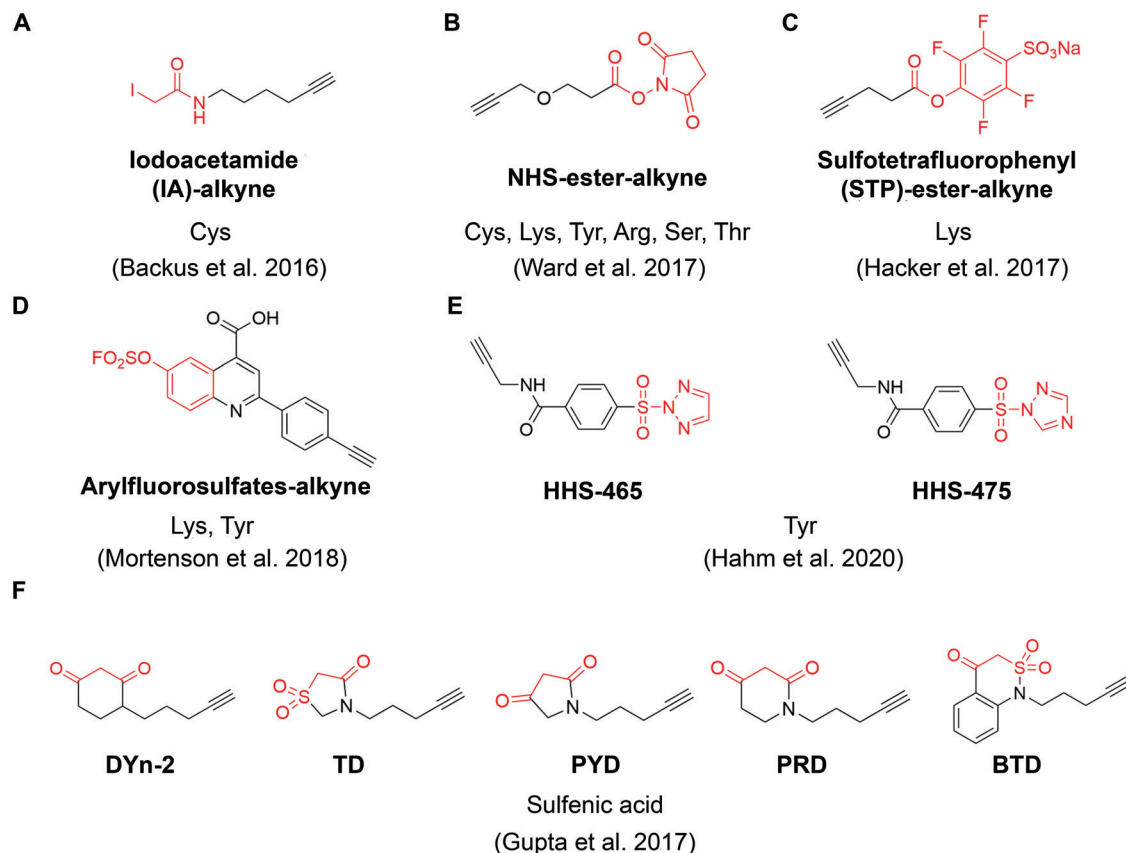 A
B
C
I
O
N
H
O
O
O
N
O
O
O
O
F
F
F
F
SO3Na
Iodoacetamide
(IA)-alkyne
NHS-ester-alkyne
Sulfotetrafluorophenyl
(STP)-ester-alkyne
Cys
(Backus et al. 2016)
Cys, Lys, Tyr, Arg, Ser, Thr
(Ward et al. 2017)
Lys
(Hacker et al. 2017)
D
E
FO2SO
O
OH
N
NH
O
O
S
O
N
N
N
NH
O
O
S
O
N
N
N
Arylfluorosulfates-alkyne
HHS-465
HHS-475
Lys, Tyr
(Mortenson et al. 2018)
Tyr
(Hahm et al. 2020)
F
O
O
O
S
O
O
N
O
O
N
O
O
N
O
S
O
O
N
DYn-2
TD
PYD
PRD
BTD
Sulfenic acid
(Gupta et al. 2017)